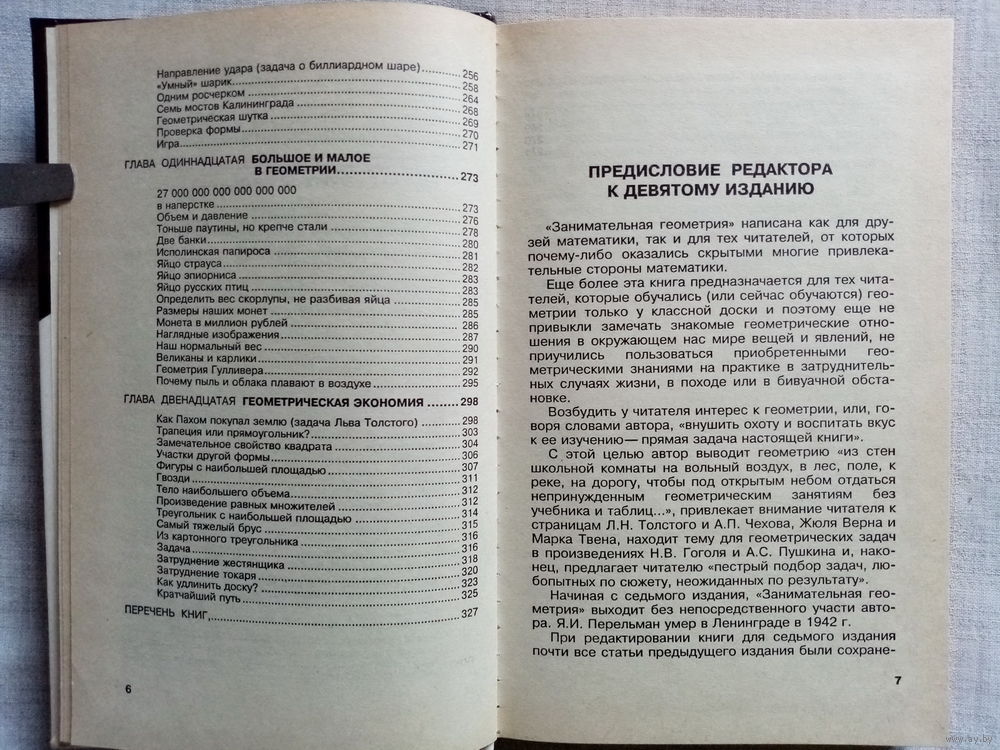 Направление удара (задача о биллиардном шаре)..........256
«Умный» шарик..........258
Одним росчерком..........264
Семь мостов Калининграда..........268
Геометрическая шутка..........269
Проверка формы..........270
Игра..........271
ГЛАВА ОДИННАДЦАТАЯ БОЛЬШОЕ И МАЛОЕ
В ГЕОМЕТРИИ..........273
27 000 000 000 000 000 000
в наперстке..........273
Объем и давление..........276
Тоньше паутины, но крепче стали..........278
Две банки..........280
Исполинская папироса..........281
Яйцо страуса..........282
Яйцо эпиорниса..........283
Яйцо русских птиц..........283
Определить вес скорлупы, не разбивая яйца..........285
Размеры наших монет..........285
Монета в миллион рублей..........286
Наглядные изображения..........287
Наш нормальный вес..........290
Великаны и карлики..........291
Геометрия Гулливера..........292
Почему пыль и облака плавают в воздухе..........295
ГЛАВА ДВЕНАДЦАТАЯ ГЕОМЕТРИЧЕСКАЯ ЭКОНОМИЯ..........298
Как Пахом покупал землю (задача Льва Толстого)..........298
Трапеция или прямоугольник?..........303
Замечательное свойство квадрата..........304
Участки другой формы..........306
Фигуры с наибольшей площадью..........307
Гвозди..........311
Тело наибольшего объема..........312
Произведение равных множителей..........312
Треугольник с наибольшей площадью..........314
Самый тяжелый брус..........315
Из картонного треугольника..........316
Задача..........316
Затруднение жестянщика..........318
Затруднение токаря..........320
Как удлинить доску?..........323
Кратчайший путь..........325
ПЕРЕЧЕНЬ КНИГ,..........327
6
ПРЕДИСЛОВИЕ РЕДАКТОРА
К ДЕВЯТОМУ ИЗДАНИЮ
«Занимательная геометрия» написана как для дру-
зей математики, так и для тех читателей, от которых
почему-либо оказались скрытыми многие привлека-
тельные стороны математики.
Еще более эта книга предназначается для тех чита-
телей, которые обучались (или сейчас обучаются) гео-
метрии только у классной доски и поэтому еще не
привыкли замечать знакомые геометрические отно-
шения в окружающем нас мире вещей и явлений, не
приучились пользоваться приобретенными гео-
метрическими знаниями на практике в затруднитель-
ных случаях жизни, в походе или в бивуачной обста-
новке.
Возбудить у читателя интерес к геометрии, или, гово-
ря словами автора, «внушить охоту и воспитать вкус
к ее изучению — прямая задача настоящей книги».
С этой целью автор выводит геометрию «из стен
школьной комнаты на вольный воздух, в лес, поле, к
реке, на дорогу, чтобы под открытым небом отдаться
непринужденным геометрическим занятиям без
учебника и таблиц...», привлекает внимание читателя к
страницам Л.Н. Толстого и А.П. Чехова, Жюля Верна и
Марка Твена, находит тему для геометрических задач
в произведениях Н.В. Гоголя и А.С. Пушкина и, нако-
нец, предлагает читателю «пестрый подбор задач, лю-
бопытных по сюжету, неожиданных по результату».
Начиная с седьмого издания, «Занимательная гео-
метрия» выходит без непосредственного участи авто-
ра. Я.И. Перельман умер в Ленинграде в 1942 г.
При редактировании книги для седьмого издания
почти все статьи предыдущего издания были сохране-
7
www.ay.by